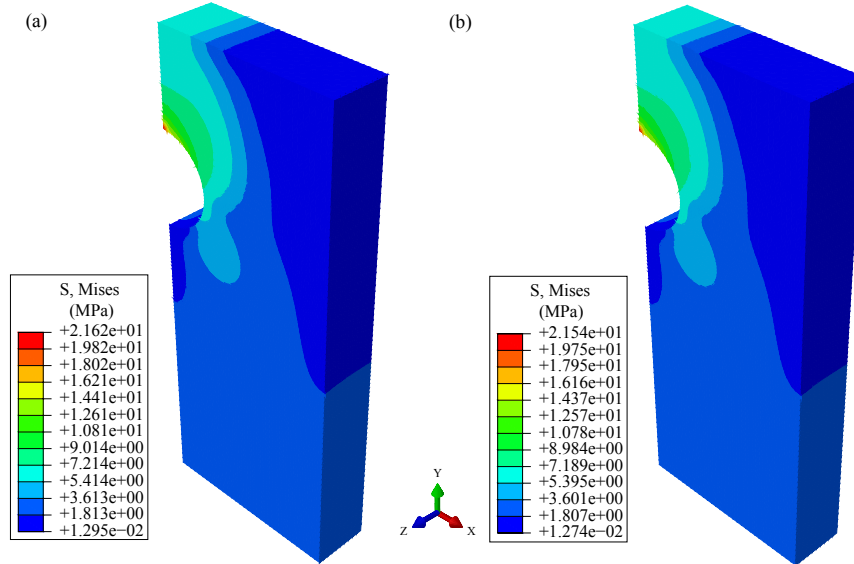 (a)
(b)
S, Mises
(MPa)
+2.162e+01
+1.982e+01
+1.802e+01
+1.621e+01
+1.441e+01
+1.261e+01
+1.081e+01
+9.014e+00
+7.214e+00
+5.414e+00
+3.613e+00
+1.813e+00
+1.295e−02
Y
Z
X
S, Mises
(MPa)
+2.154e+01
+1.975e+01
+1.795e+01
+1.616e+01
+1.437e+01
+1.257e+01
+1.078e+01
+8.984e+00
+7.189e+00
+5.395e+00
+3.601e+00
+1.807e+00
+1.274e−02